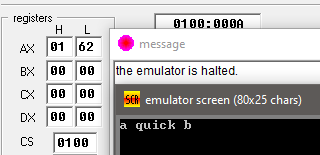 registers
H L
0100:000A
AX 01 62
BX 00 00
CX 00 00
DX 00 00
CS 0100
message
the emulator is halted.
SCR emulator screen (80x25 chars)
a quick b